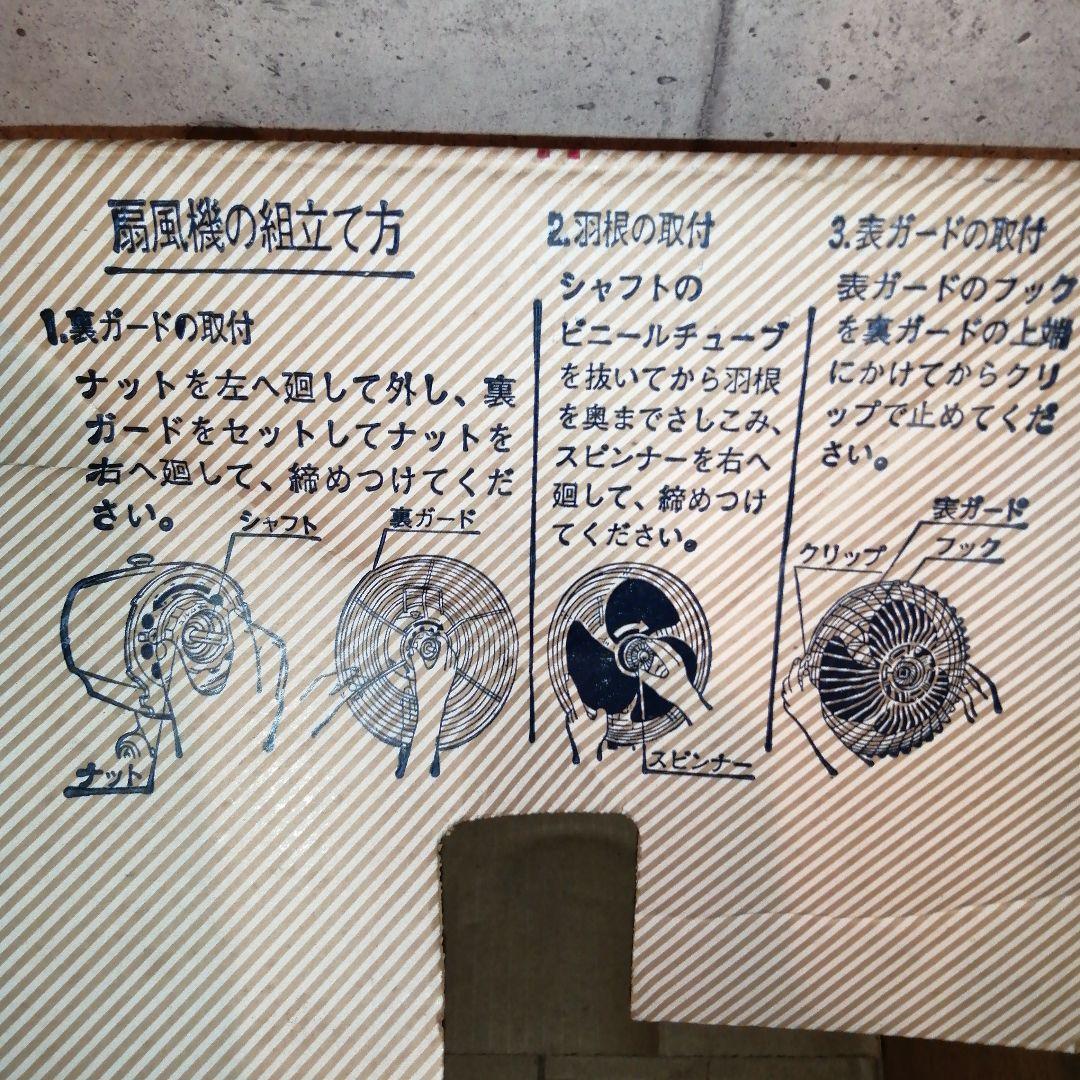 扇風機の組立て方
1.裏ガードの取付
ナットを左へ廻して外し、裏
ガードをセットしてナットを
右へ廻して、締めつけてくだ
さい。
シャフト
裏ガード
ナット
2.羽根の取付
シャフトの
ビニールチューブ
を抜いてから羽根
を奥までさしこみ、
スピンナーを右へ
廻して、締めつけ
てください。
スピンナー
3.表ガードの取付
表ガードのフック
を裏ガードの上端
にかけてからクリ
ップで止めてくだ
さい。
表ガード
クリップ
フック